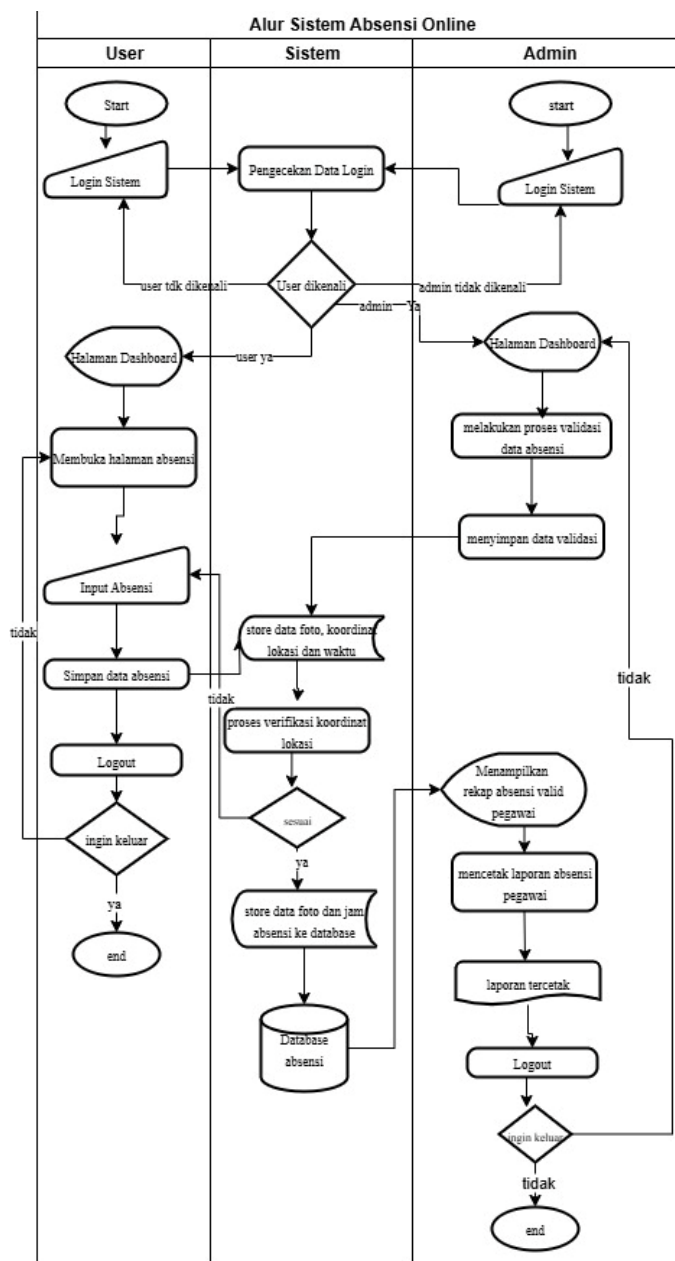 Alur Sistem Absensi Online
User
Sistem
Admin
Start
start
Login Sistem
Pengecekan Data Login
Login Sistem
user tdk dikenali
User dikenali
admin tidak dikenali
admin Ya
Halaman Dashboard
user ya
Halaman Dashboard
melakukan proses validasi
data absensi
Membuka halaman absensi
menyimpan data validasi
Input Absensi
tidak
store data foto, koordinat
lokasi dan waktu
Simpan data absensi
tidak
tidak
proses verifikasi koordinat
lokasi
Logout
Menampilkan
rekap absensi valid
pegawai
sesuai
ingin keluar
ya
mencetak laporan absensi
pegawai
ya
store data foto dan jam
absensi ke database
end
laporan tercetak
Database
absensi
Logout
ingin keluar
tidak
end